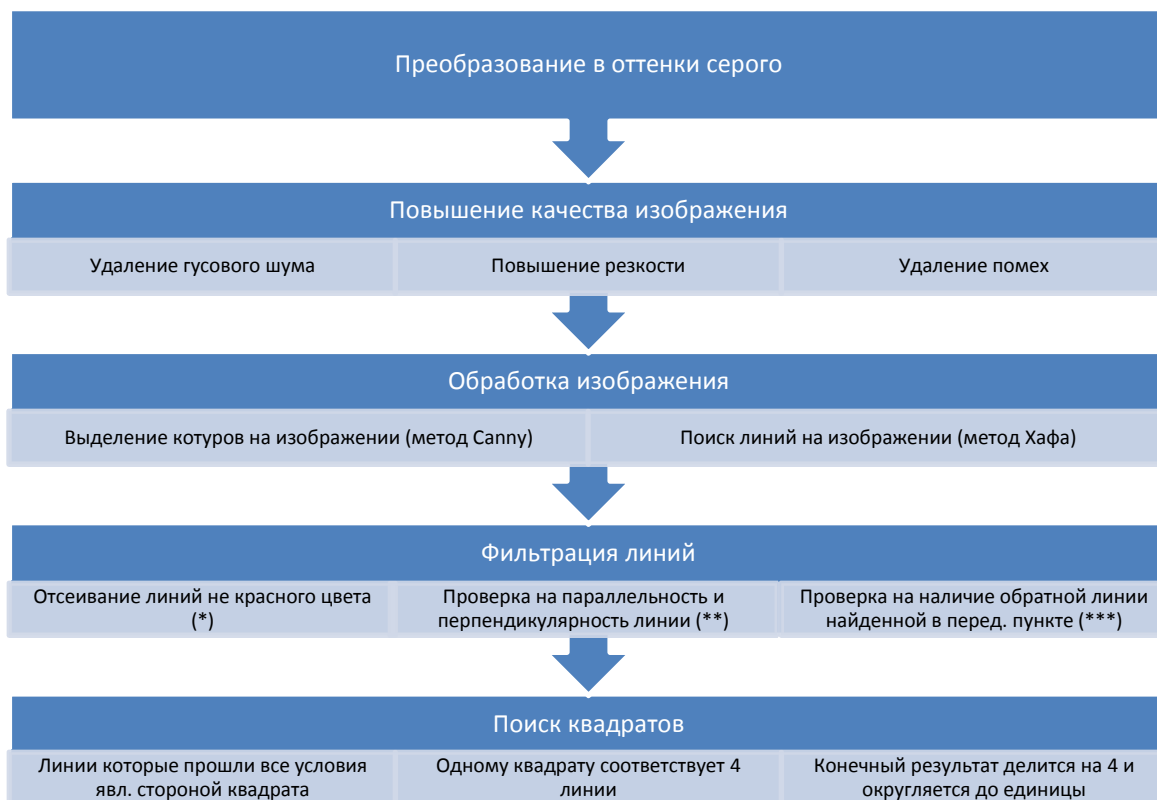 Преобразование в оттенки серого
Повышение качества изображения
Удаление гусового шума
Повышение резкости
Удаление помех
Обработка изображения
Выделение котуров на изображении (метод Canny)
Поиск линий на изображении (метод Хафа)
Фильтрация линий
Отсеивание линий не красного цвета
(*)
Проверка на параллельность и
перпендикулярность линии (**)
Проверка на наличие обратной линии
найденной в перед. пункте (***)
Поиск квадратов
Линии которые прошли все условия
явл. стороной квадрата
Одному квадрату соответствует 4
линии
Конечный результат делится на 4 и
округляется до единицы